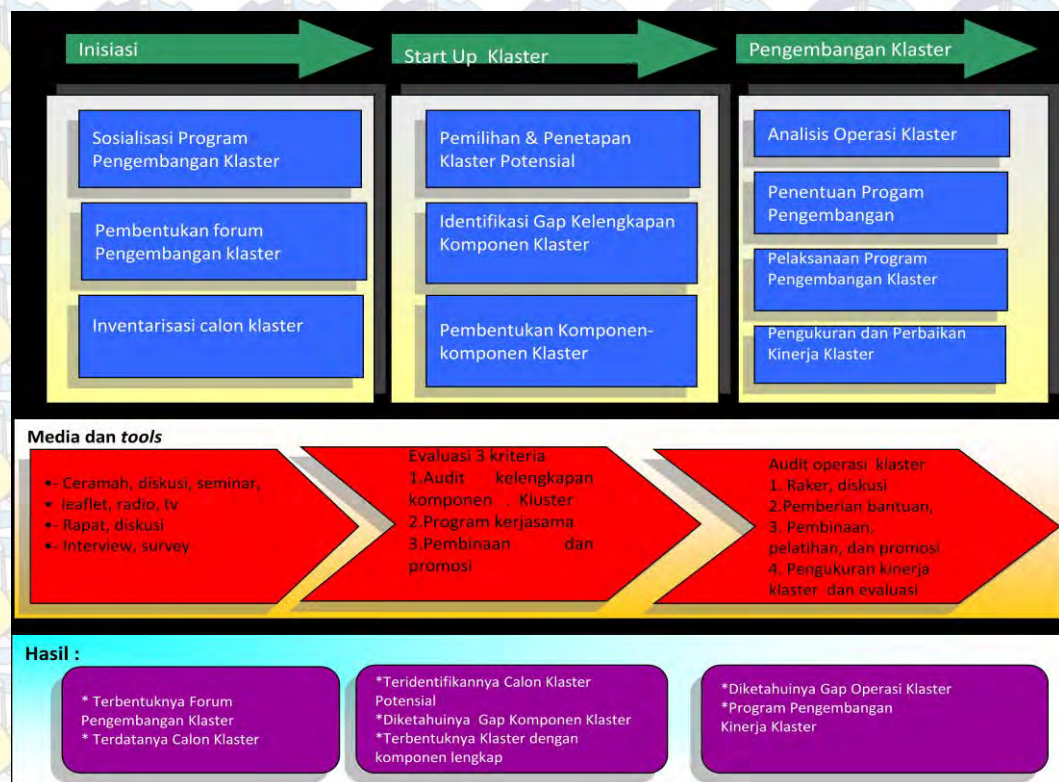 Inisiasi
Start Up Klaster
Pengembangan Klaster
Sosialisasi Program
Pengembangan Klaster
Pembentukan forum
Pengembangan klaster
Inventarisasi calon klaster
Pemilihan & Penetapan
Klaster Potensial
Identifikasi Gap Kelengkapan
Komponen Klaster
Pembentukan Komponen-
komponen Klaster
Analisis Operasi Klaster
Penentuan Progam
Pengembangan
Pelaksanaan Program
Pengembangan Klaster
Pengukuran dan Perbaikan
Kinerja Klaster
Media dan tools
•- Ceramah, diskusi, seminar,
• leaflet, radio, tv
•- Rapat, diskusi
•- Interview, survey
Evaluasi 3 kriteria
1.Audit kelengkapan
komponen . Kluster
2.Program kerjasama
3.Pembinaan dan
promosi
Audit operasi klaster
1. Raker, diskusi
2.Pemberian bantuan,
3. Pembinaan,
pelatihan, dan promosi
4. Pengukuran kinerja
klaster dan evaluasi
Hasil :
* Terbentuknya Forum
Pengembangan Klaster
* Terdatanya Calon Klaster
*Teridentifikannya Calon Klaster
Potensial
*Diketahuinya Gap Komponen Klaster
*Terbentuknya Klaster dengan
komponen lengkap
*Diketahuinya Gap Operasi Klaster
*Program Pengembangan
Kinerja Klaster